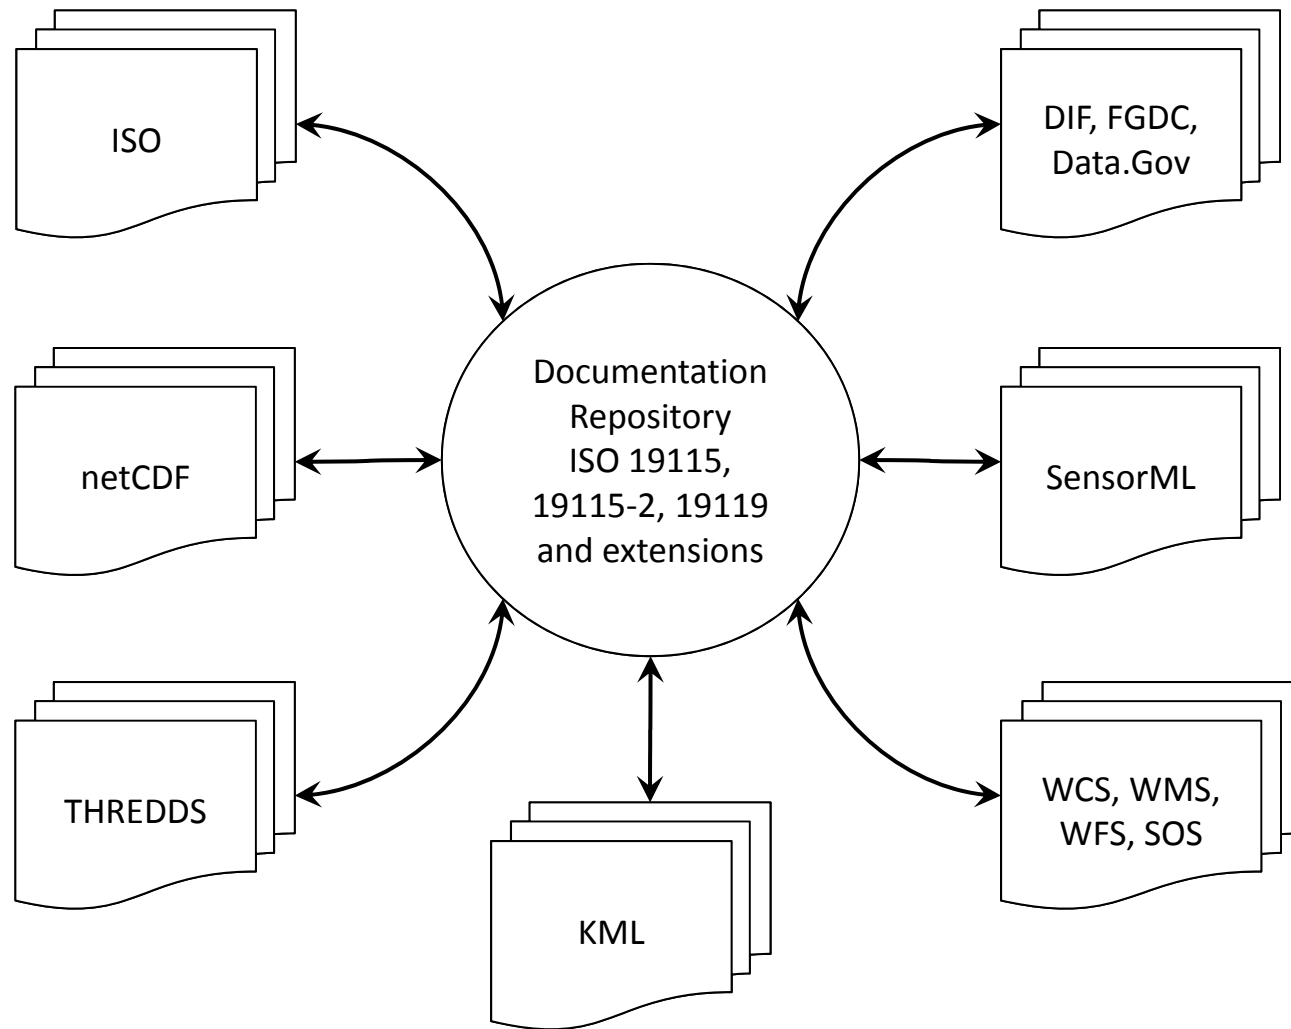 ISO
DIF, FGDC,
Data.Gov
Documentation
Repository
ISO 19115,
19115-2, 19119
and extensions
netCDF
SensorML
THREDDS
WCS, WMS,
WFS, SOS
KML